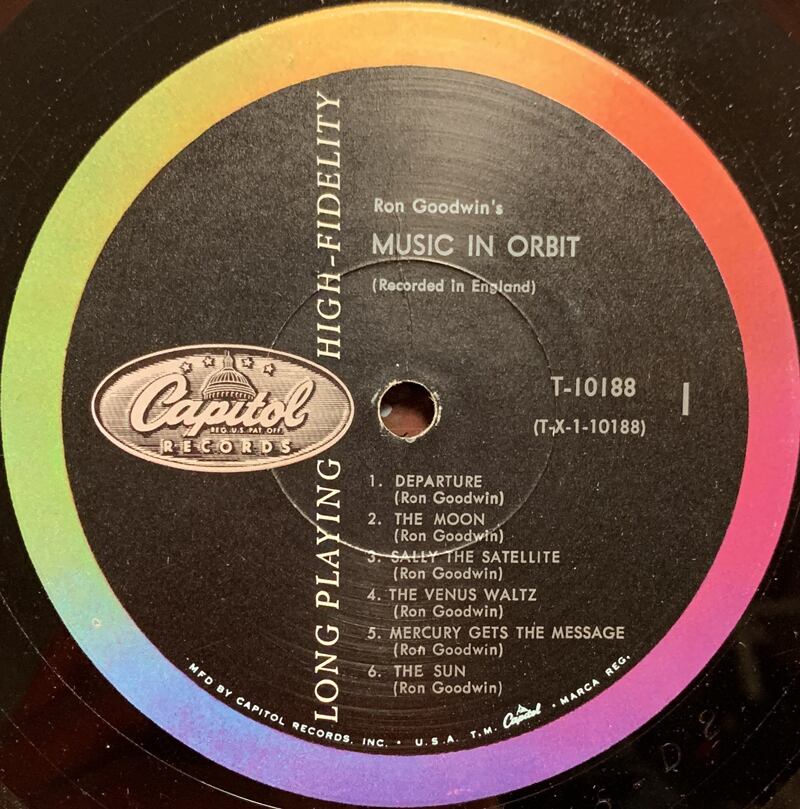 LONG PLAYING HIGH-FIDELITY
Ron Goodwin's
MUSIC IN ORBIT
(Recorded in England)
Capitol
REG. U.S. PAT. OFF.
RECORDS
T-10188
1
(T-X-1-10188)
1. DEPARTURE
(Ron Goodwin)
2. THE MOON
(Ron Goodwin)
3. SALLY THE SATELLITE
(Ron Goodwin)
4. THE VENUS WALTZ
(Ron Goodwin)
5. MERCURY GETS THE MESSAGE
(Ron Goodwin)
6. THE SUN
(Ron Goodwin)
MFD BY CAPITOL RECORDS, INC. • U.S.A. T.M. Capitol • MARCA REG.